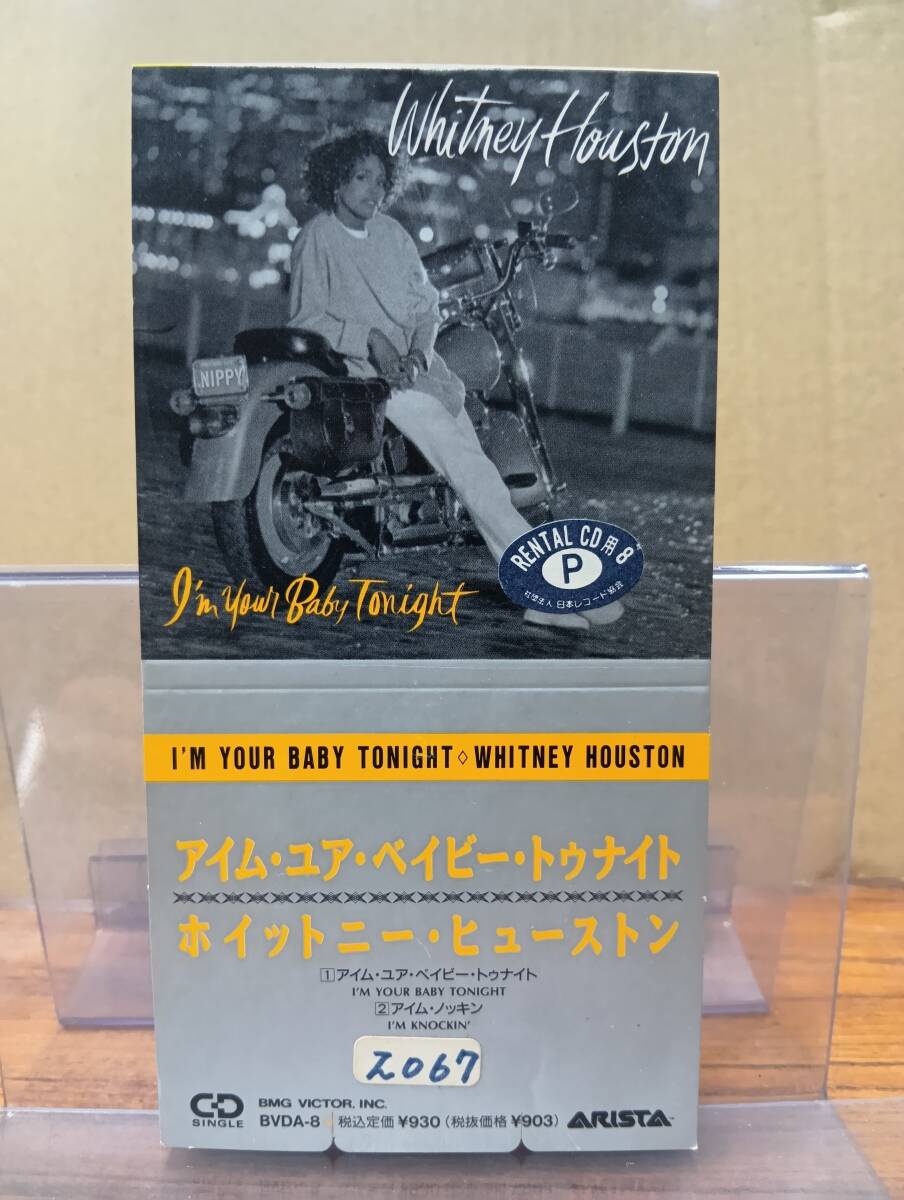 Whitney Houston
NIPPY
RENTAL CD用 8
P
社団法人 日本レコード協会
I'm Your Baby Tonight
I'M YOUR BABY TONIGHT◇WHITNEY HOUSTON
アイム・ユア・ベイビー・トゥナイト
ホイットニー・ヒューストン
1アイム・ユア・ベイビー・トゥナイト
I'M YOUR BABY TONIGHT
2アイム・ノッキン
I'M KNOCKIN'
2067
CD SINGLE
BMG VICTOR, INC.
BVDA-8 税込定価¥930(税抜価格¥903)
ARISTA™